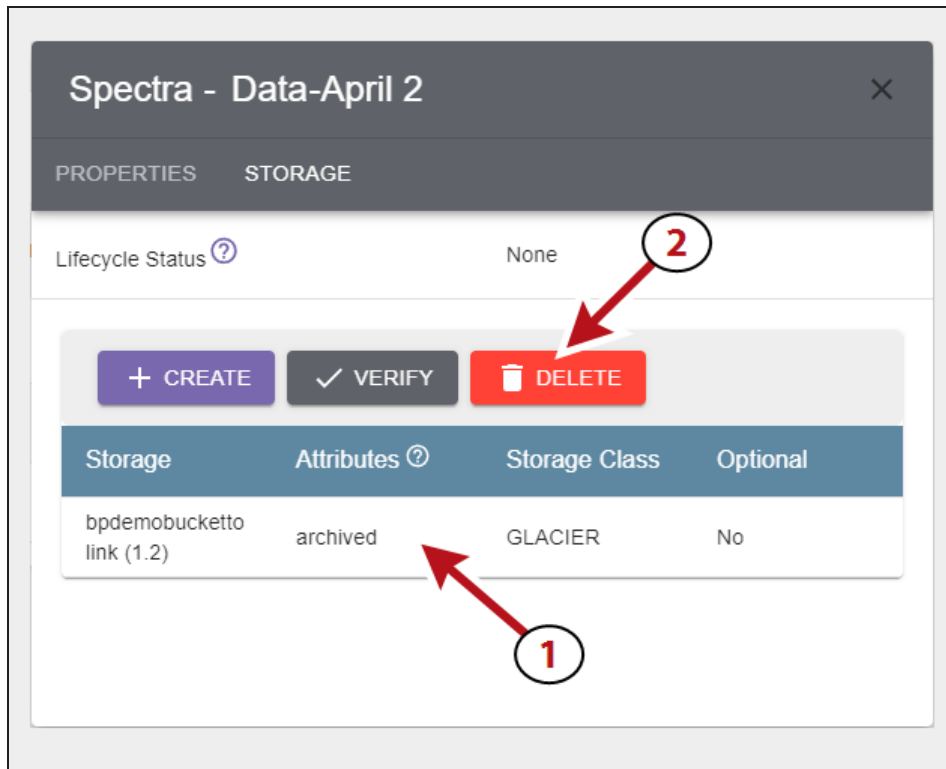 Spectra - Data-April 2
PROPERTIES STORAGE
Lifecycle Status ? None
2
+ CREATE VERIFY DELETE
Storage Attributes ? Storage Class Optional
bpdemobucketto
link (1.2) archived GLACIER No
1